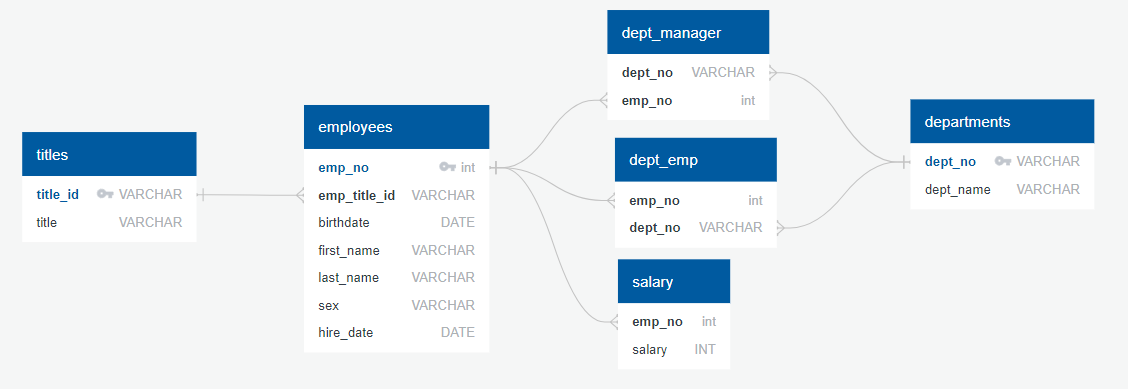 titles
title_id VARCHAR
title VARCHAR
employees
emp_no int
emp_title_id VARCHAR
birthdate DATE
first_name VARCHAR
last_name VARCHAR
sex VARCHAR
hire_date DATE
dept_manager
dept_no VARCHAR
emp_no int
dept_emp
emp_no int
dept_no VARCHAR
salary
emp_no int
salary INT
departments
dept_no VARCHAR
dept_name VARCHAR